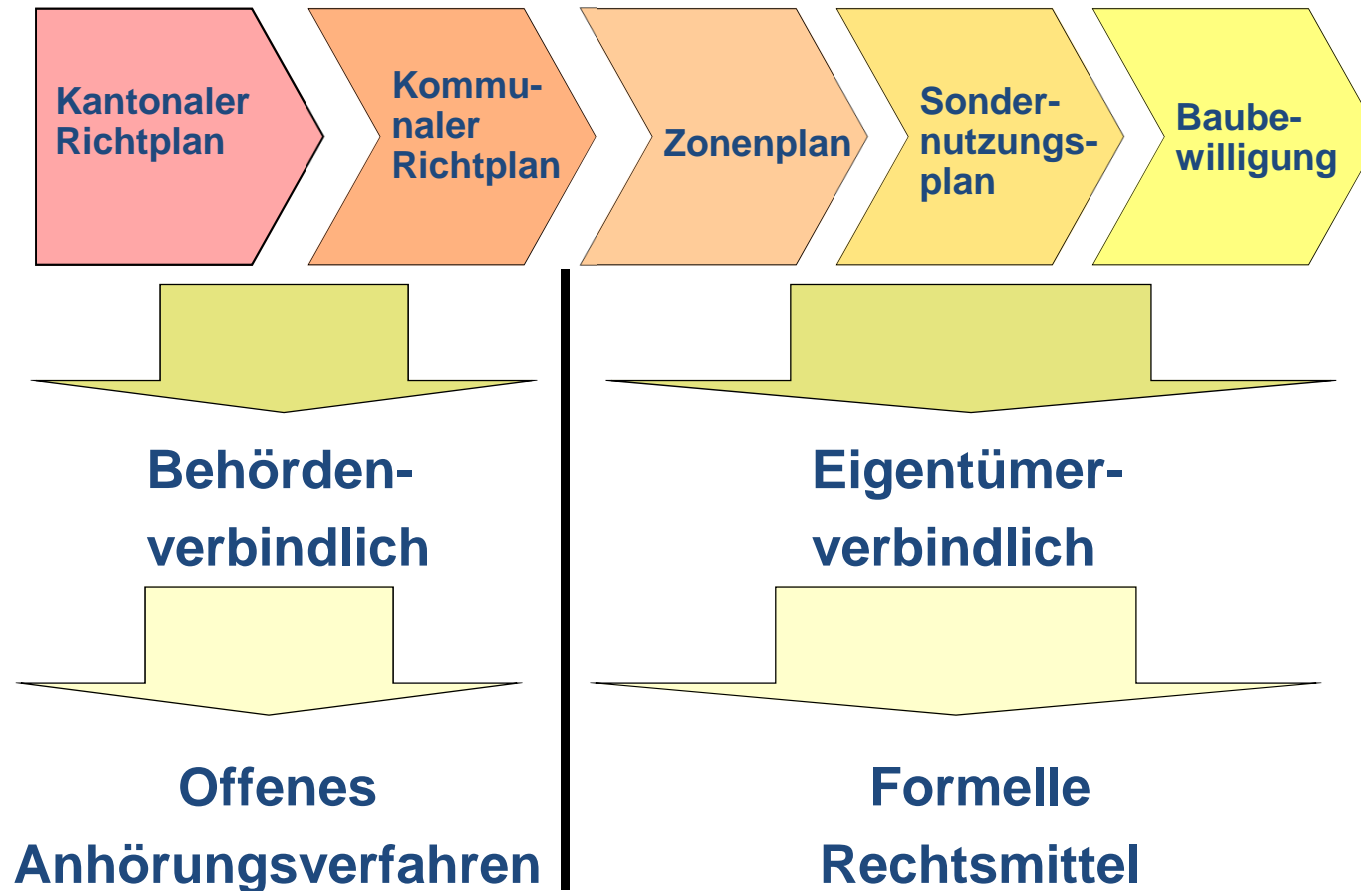 Kantonaler
Richtplan
Kommu-
naler
Richtplan
Zonenplan
Sonder-
nutzungs-
plan
Baube-
willigung
Behörden-
verbindlich
Eigentümer-
verbindlich
Offenes
Anhörungsverfahren
Formelle
Rechtsmittel